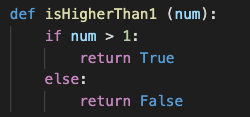 def isHigherThan1 (num):
    if num > 1:
        return True
    else:
        return False